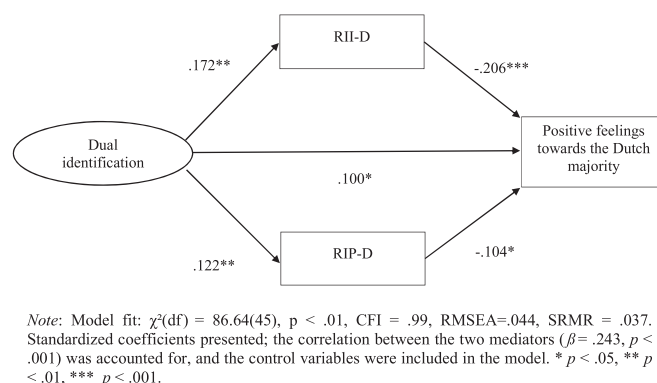 RII-D
.172**
-.206***
Dual
identification
Positive feelings
towards the Dutch
majority
.100*
RIP-D
.122**
-.104*
Note: Model fit: χ²(df) = 86.64(45), p < .01, CFI = .99, RMSEA=.044, SRMR = .037.
Standardized coefficients presented; the correlation between the two mediators (β= .243, p <
.001) was accounted for, and the control variables were included in the model. * p < .05, ** p
< .01, *** p < .001.